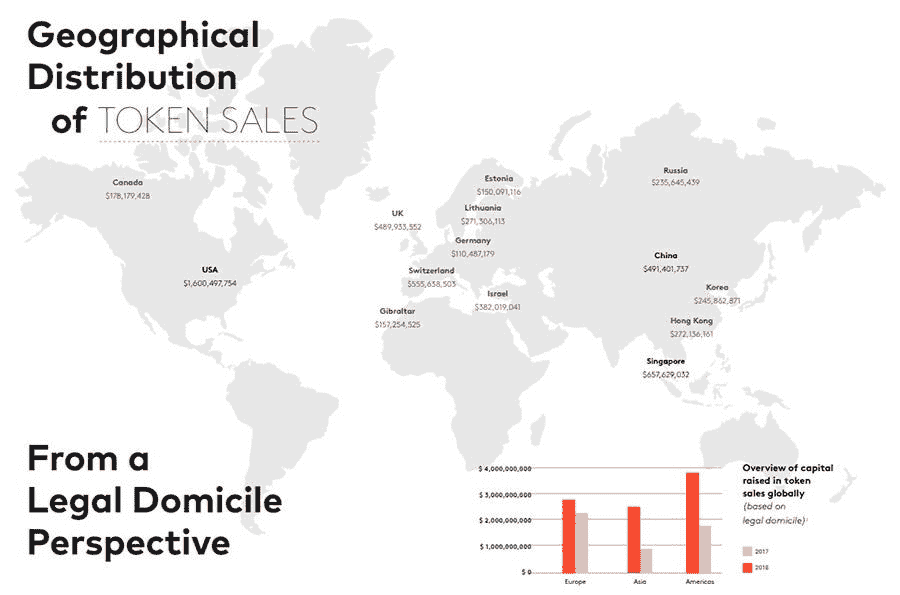 Geographical
Distribution
of TOKEN SALES
Canada
$178,179,428
USA
$1,600,497,754
UK
$489,933,552
Estonia
$150,091,116
Lithuania
$271,306,113
Germany
$110,487,179
Switzerland
$555,638,503
Israel
$382,019,041
Gibraltar
$157,254,525
Russia
$235,645,439
China
$491,401,737
Korea
$245,862,871
Hong Kong
$272,136,161
Singapore
$657,629,032
From a
Legal Domicile
Perspective
$ 4,000,000,000
$ 3,000,000,000
$ 2,000,000,000
$ 1,000,000,000
$ 0
Europe
Asia
Americas
Overview of capital
raised in token
sales globally
(based on
legal domicile)
2017
2018